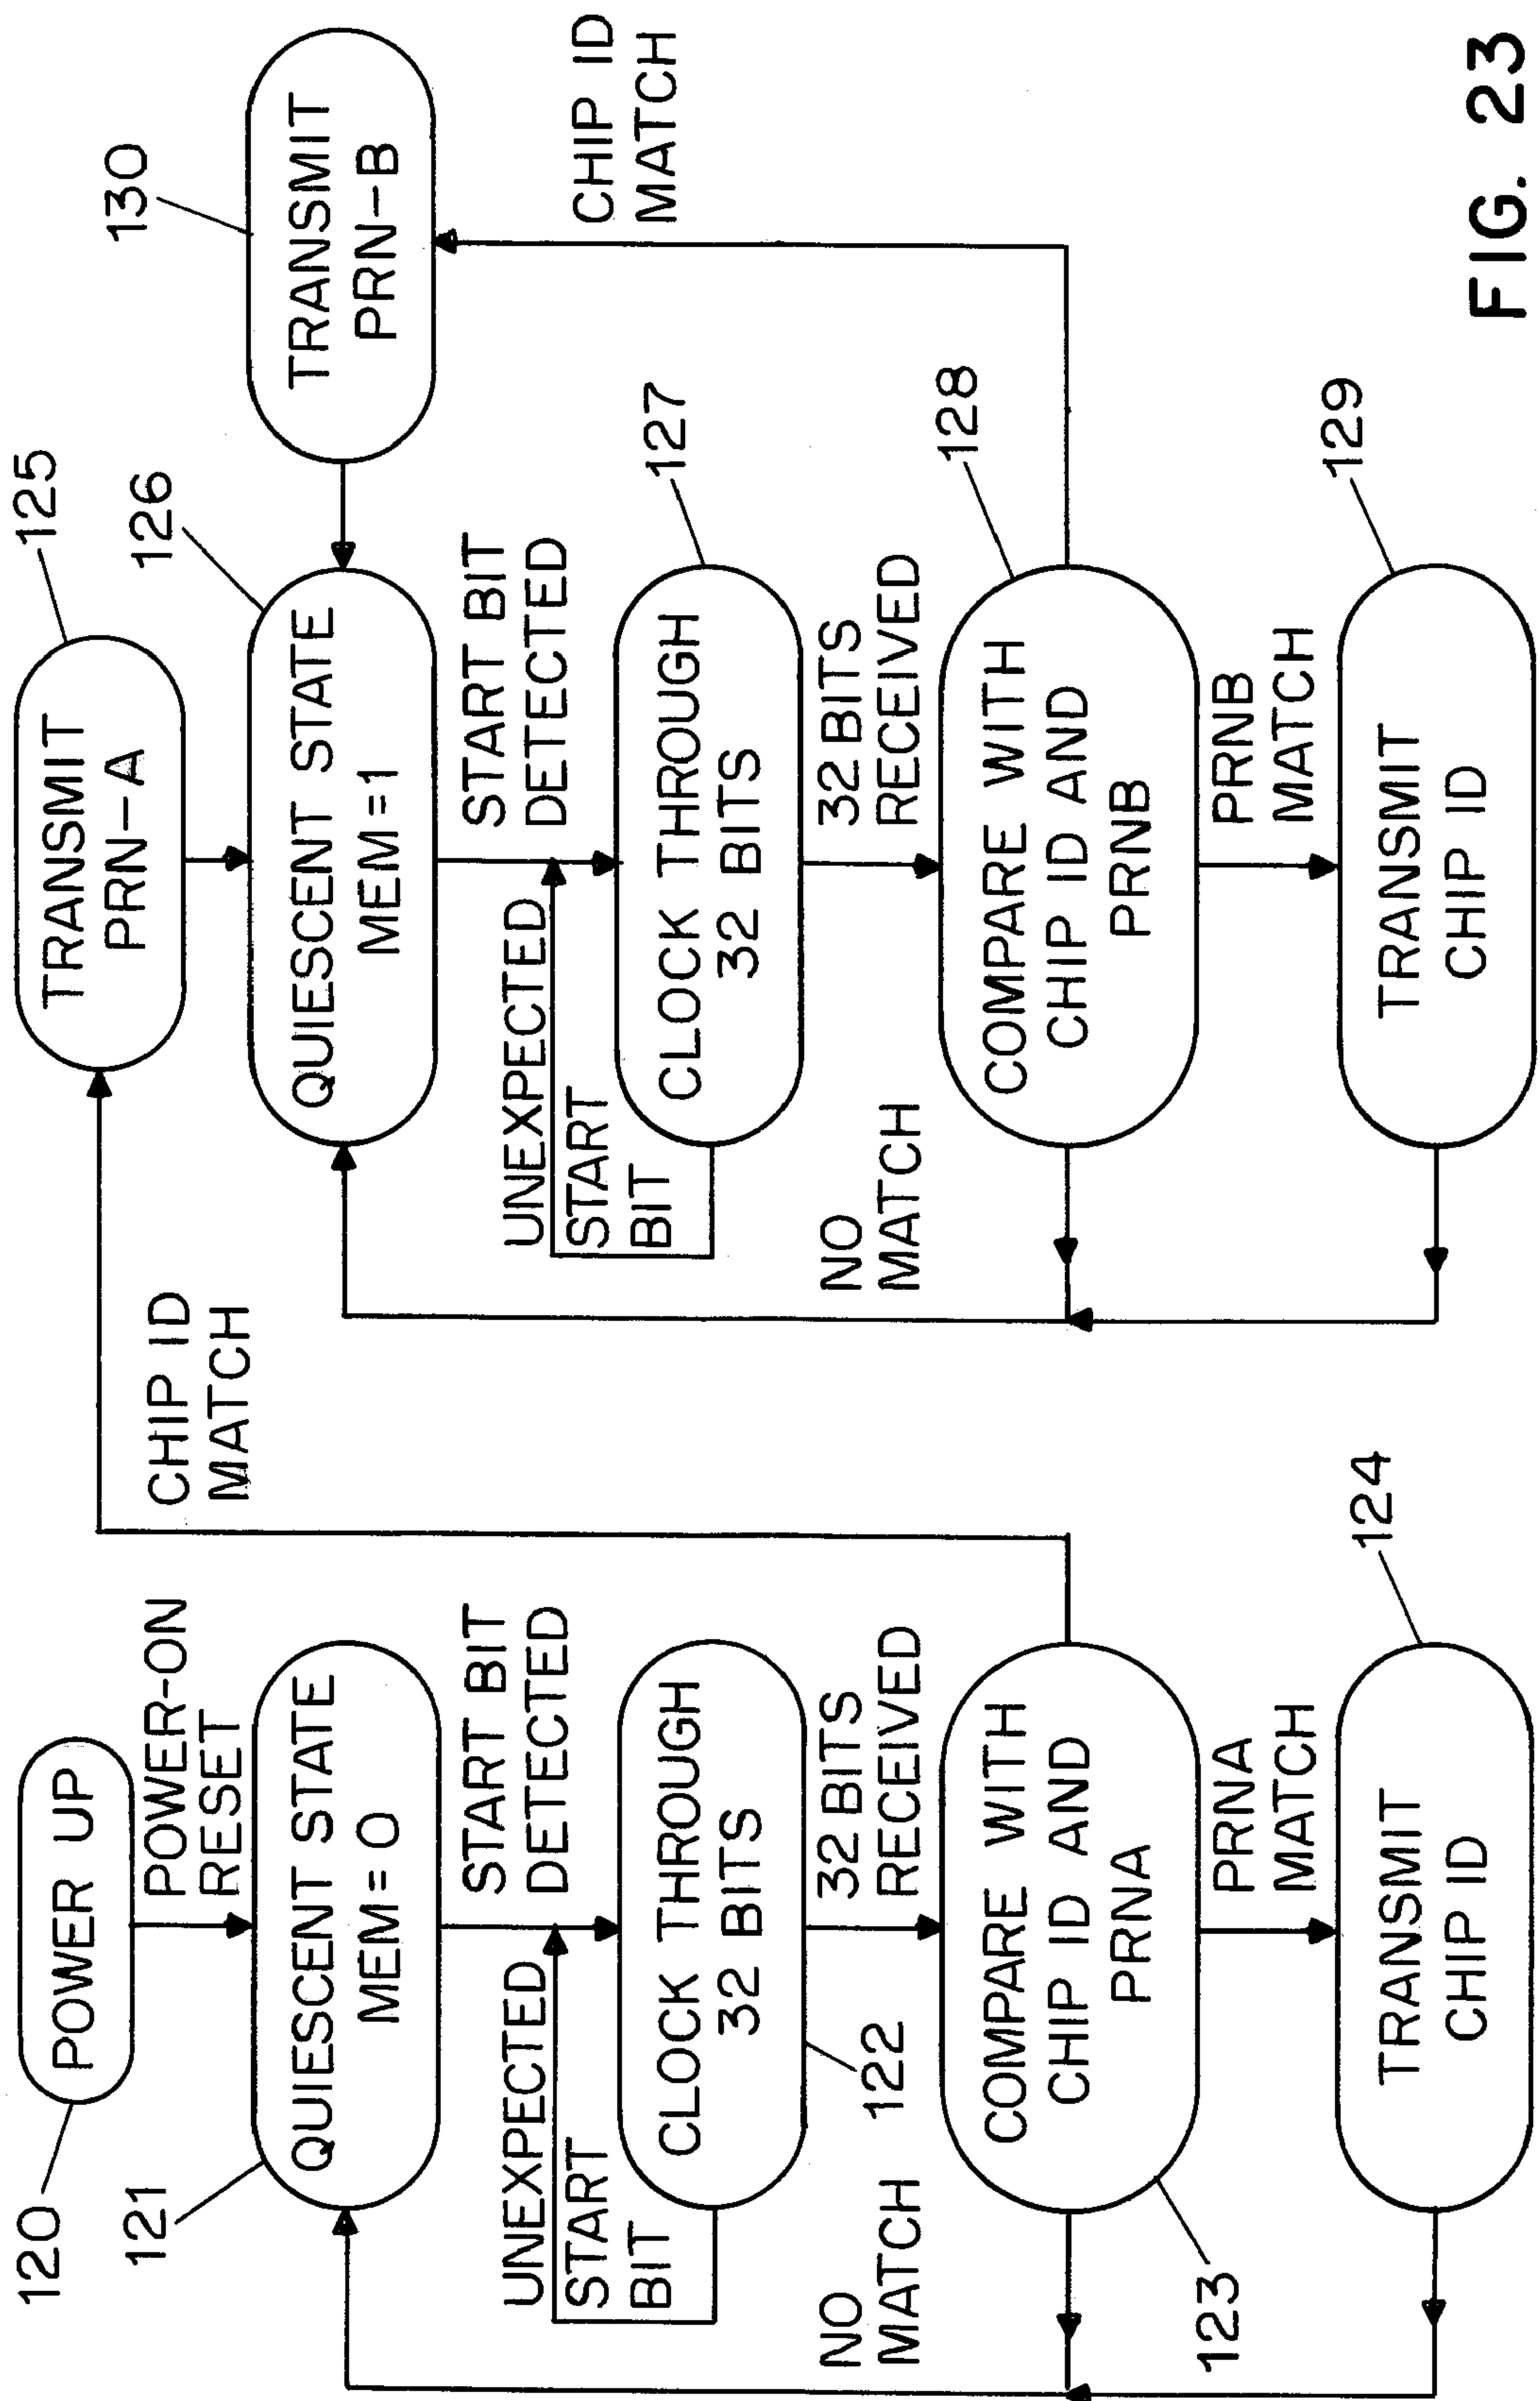 120
POWER UP
POWER-ON
RESET
121
QUIESCENT STATE
MEM = 0
START BIT
DETECTED
UNEXPECTED
START
BIT
CLOCK THROUGH
32 BITS
122
32 BITS
RECEIVED
NO
MATCH
COMPARE WITH
CHIP ID AND
PRNA
123
PRNA
MATCH
TRANSMIT
CHIP ID
124
CHIP ID
MATCH
125
TRANSMIT
PRN-A
126
QUIESCENT STATE
MEM = 1
START BIT
DETECTED
UNEXPECTED
START
BIT
CLOCK THROUGH
32 BITS
127
32 BITS
RECEIVED
NO
MATCH
COMPARE WITH
CHIP ID AND
PRNB
128
PRNB
MATCH
TRANSMIT
CHIP ID
129
130
TRANSMIT
PRN-B
CHIP ID
MATCH
FIG. 23